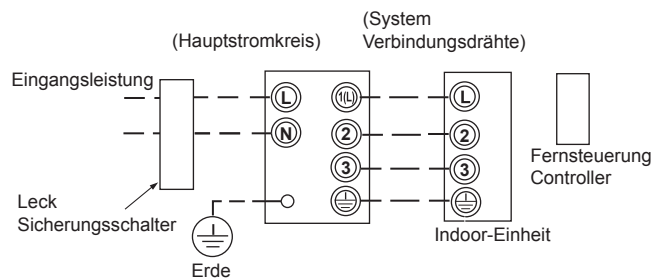 (Hauptstromkreis)
(System
Verbindungsdrähte)
Eingangsleistung
L
1(L)
L
N
2
2
3
3
Fernsteuerung
Controller
Leck
Sicherungsschalter
Erde
Indoor-Einheit